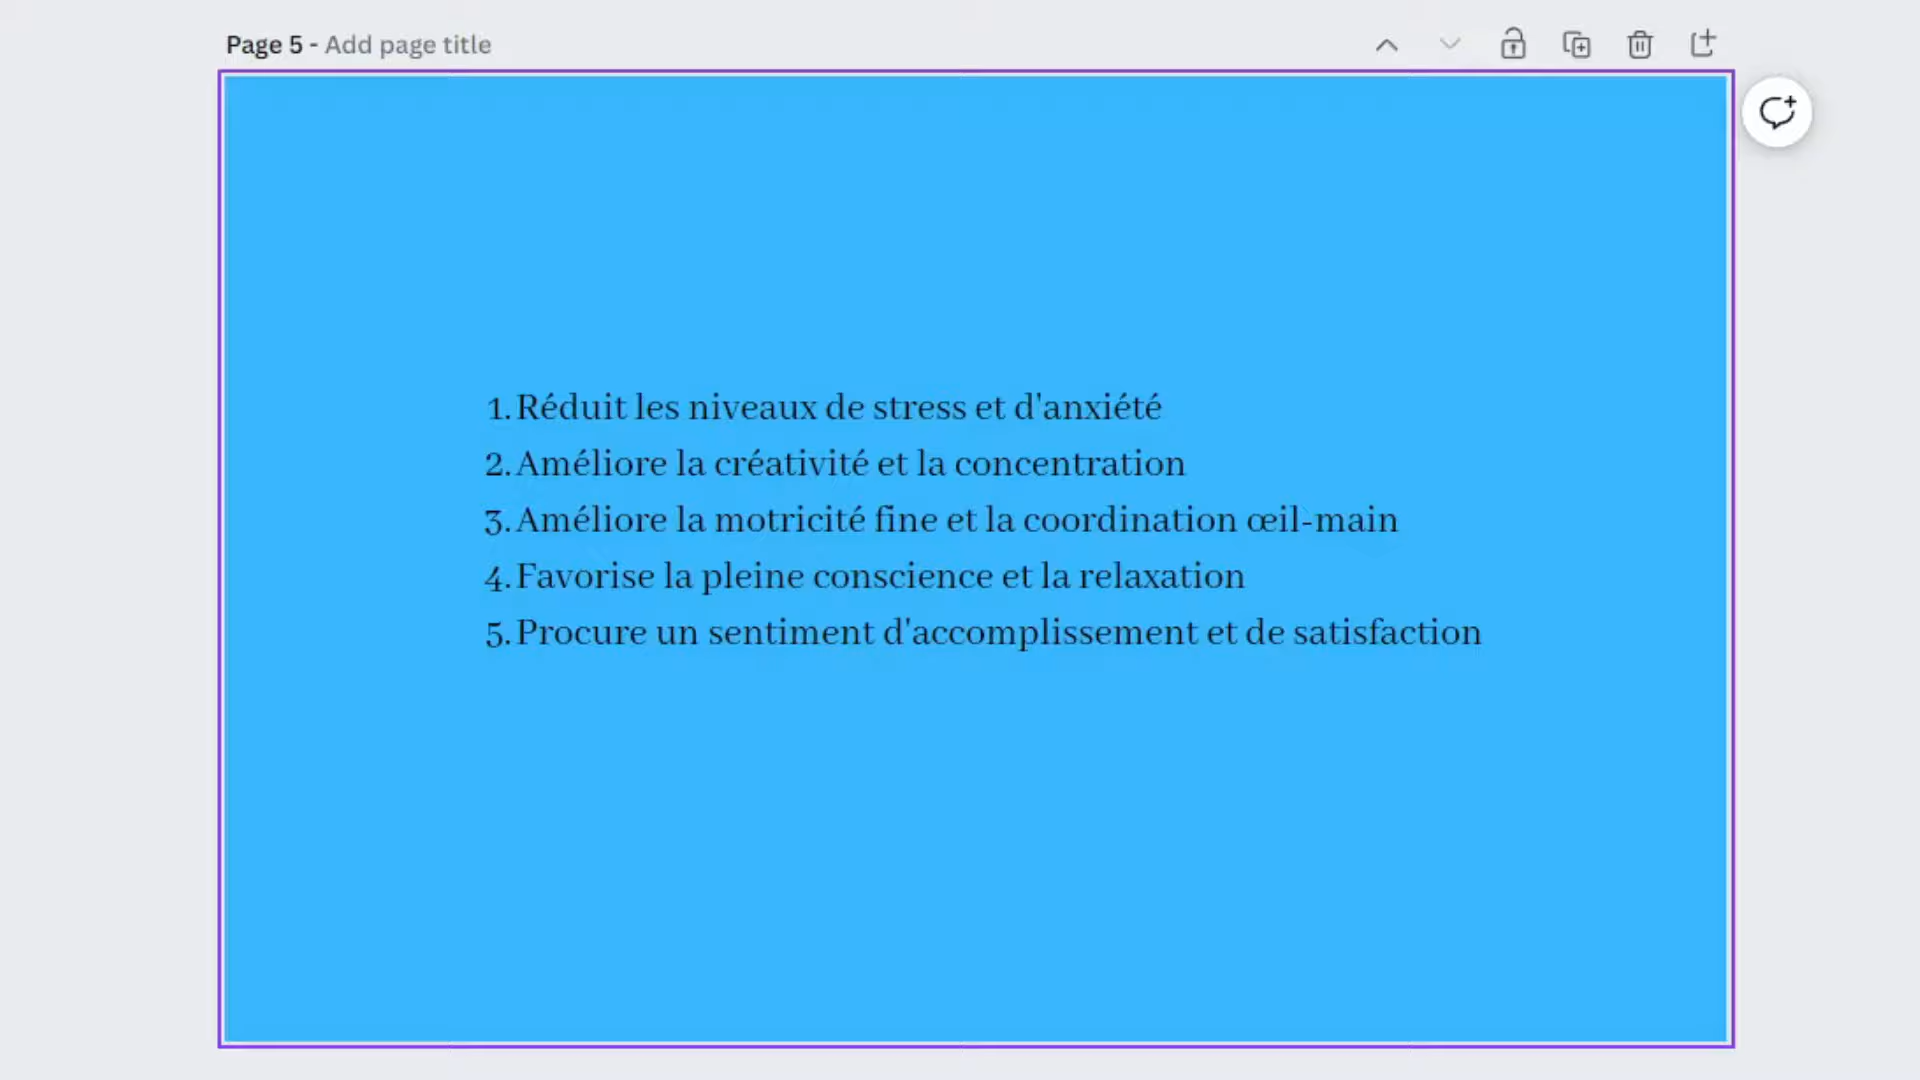 Page 5 - Add page title
1. Réduit les niveaux de stress et d'anxiété
2. Améliore la créativité et la concentration
3. Améliore la motricité fine et la coordination œil-main
4. Favorise la pleine conscience et la relaxation
5. Procure un sentiment d'accomplissement et de satisfaction